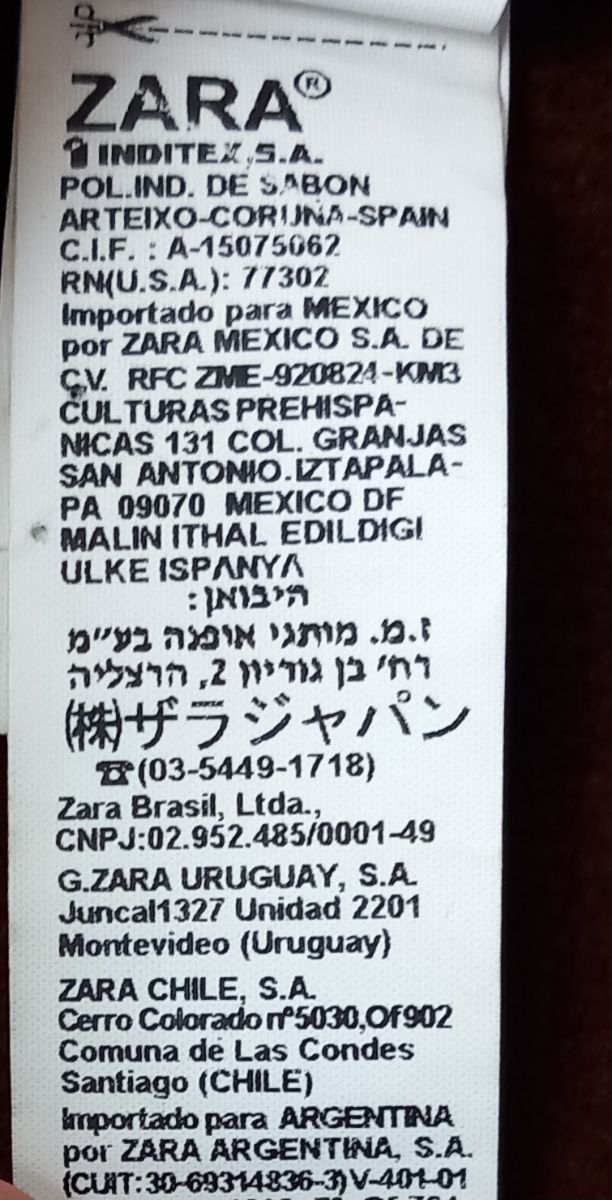 ZARA®
INDITEX,S.A.
POL.IND. DE SABON
ARTEIXO-CORUÑA-SPAIN
C.I.F. : A-15075062
RN(U.S.A.): 77302
Importado para MEXICO
por ZARA MEXICO S.A. DE
C.V. RFC ZME-920824-KM3
CULTURAS PREHISPA-
NICAS 131 COL. GRANJAS
SAN ANTONIO.IZTAPALA-
PA 09070 MEXICO DF
MALIN ITHAL EDILDIGI
ULKE ISPANYA
היבואן:
ז.מ. מותגי אופנה בע״מ
רח׳ בן גוריון 2, הרצליה
㈱ザラジャパン
☎(03-5449-1718)
Zara Brasil, Ltda.,
CNPJ:02.952.485/0001-49
G.ZARA URUGUAY, S.A.
Juncal1327 Unidad 2201
Montevideo (Uruguay)
ZARA CHILE, S.A.
Cerro Colorado nº5030,Of902
Comuna de Las Condes
Santiago (CHILE)
Importado para ARGENTINA
por ZARA ARGENTINA, S.A.
(CUIT:30-69314836-3)V-401-01